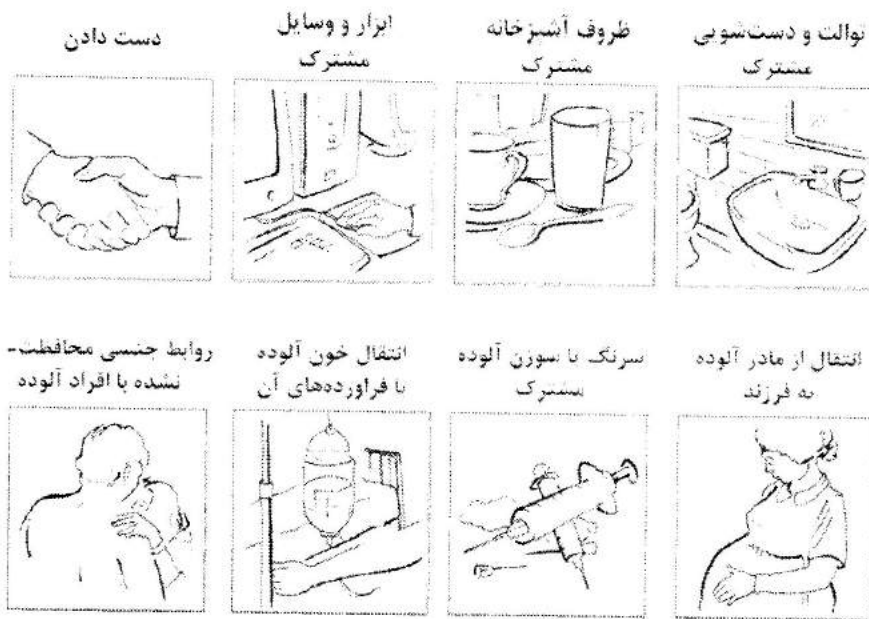 توالت و دست‌شویی
مشترک
ظروف آشپزخانه
مشترک
ابزار و وسایل
مشترک
دست دادن
انتقال از مادر آلوده
به فرزند
سرنگ یا سوزن آلوده
مشترک
انتقال خون آلوده
یا فراورده‌های آن
روابط جنسی محافظت-
نشده با افراد آلوده